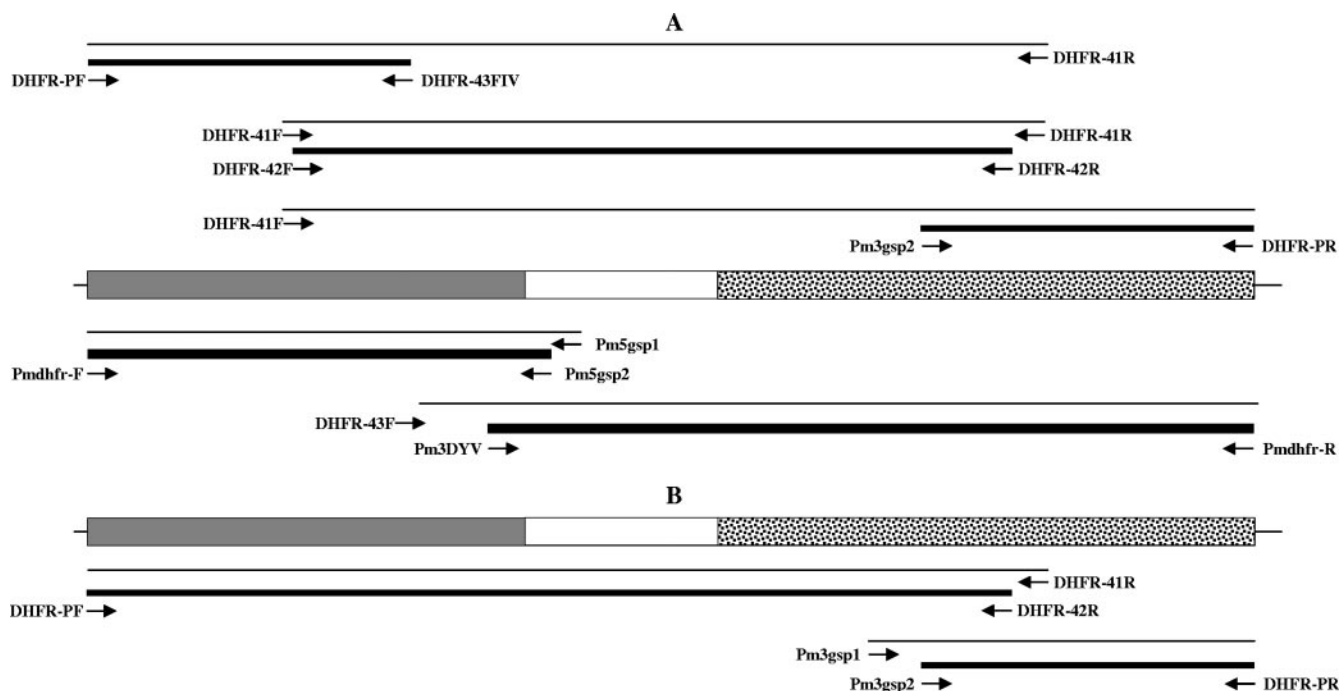 A
DHFR-41R
DHFR-PF DHFR-43FIV
DHFR-41F DHFR-41R
DHFR-42F DHFR-42R
DHFR-41F
Pm3gsp2 DHFR-PR
Pm5gsp1
Pmdhfr-F Pm5gsp2
DHFR-43F
Pm3DYV Pmdhfr-R
B
DHFR-41R
DHFR-PF DHFR-42R
Pm3gsp1
Pm3gsp2 DHFR-PR